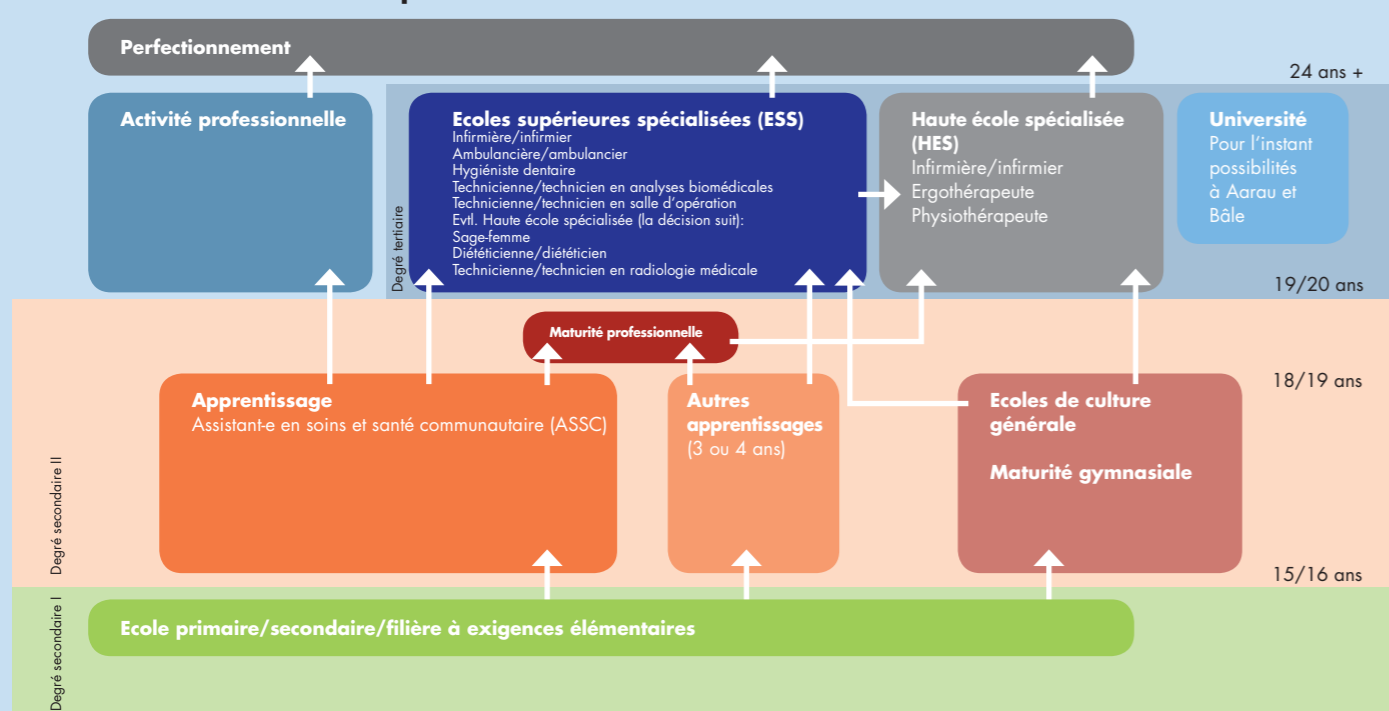 Perfectionnement
24 ans +
Activité professionnelle
Degré tertiaire
Ecoles supérieures spécialisées (ESS)
Infirmière/infirmier
Ambulancière/ambulancier
Hygiéniste dentaire
Technicienne/technicien en analyses biomédicales
Technicienne/technicien en salle d'opération
Evtl. Haute école spécialisée (la décision suit):
Sage-femme
Diététicienne/diététicien
Technicienne/technicien en radiologie médicale
Haute école spécialisée
(HES)
Infirmière/infirmier
Ergothérapeute
Physiothérapeute
Université
Pour l'instant
possibilités
à Aarau et
Bâle
19/20 ans
Maturité professionnelle
18/19 ans
Degré secondaire II
Apprentissage
Assistant-e en soins et santé communautaire (ASSC)
Autres
apprentissages
(3 ou 4 ans)
Ecoles de culture
générale
Maturité gymnasiale
15/16 ans
Degré secondaire I
Ecole primaire/secondaire/filière à exigences élémentaires